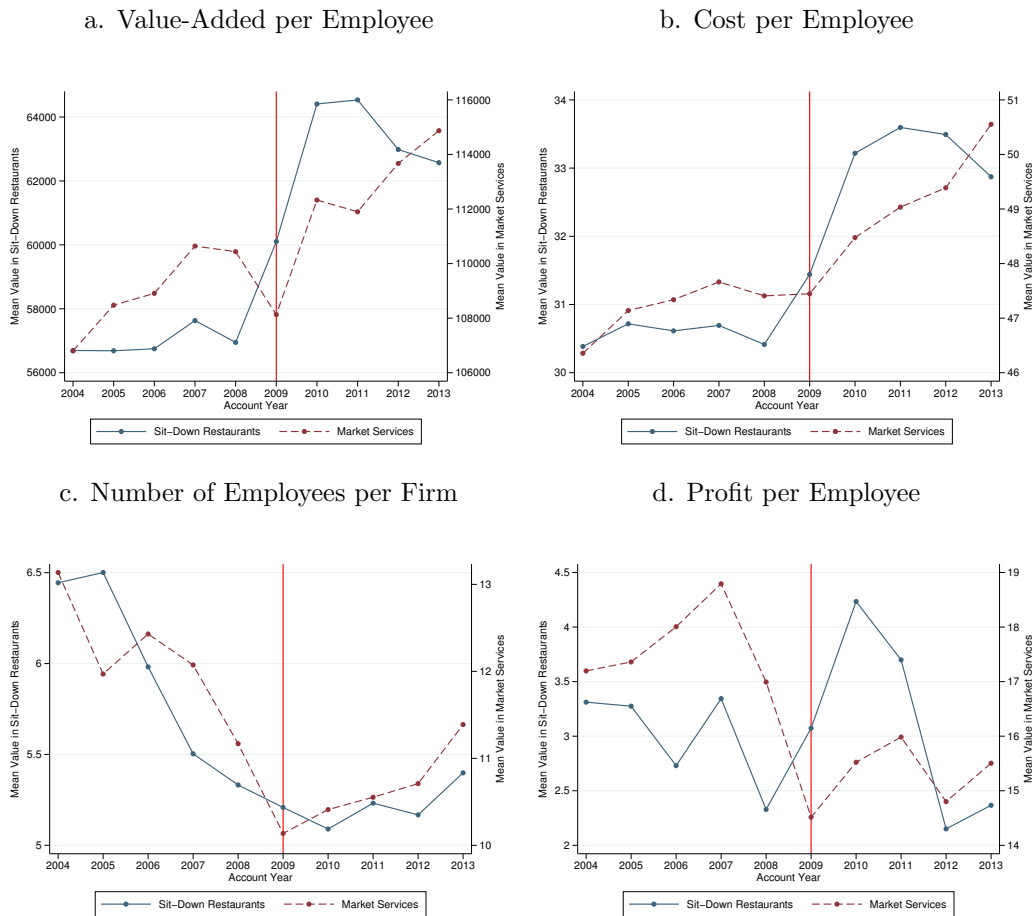 a. Value-Added per Employee
Mean Value in Sit-Down Restaurants
64000
62000
60000
58000
56000
116000
114000
112000
110000
108000
106000
Mean Value in Market Services
2004 2005 2006 2007 2008 2009 2010 2011 2012 2013
Account Year
Sit-Down Restaurants Market Services
b. Cost per Employee
Mean Value in Sit-Down Restaurants
34
33
32
31
30
51
50
49
48
47
46
Mean Value in Market Services
2004 2005 2006 2007 2008 2009 2010 2011 2012 2013
Account Year
Sit-Down Restaurants Market Services
c. Number of Employees per Firm
Mean Value in Sit-Down Restaurants
6.5
6
5.5
5
13
12
11
10
Mean Value in Market Services
2004 2005 2006 2007 2008 2009 2010 2011 2012 2013
Account Year
Sit-Down Restaurants Market Services
d. Profit per Employee
Mean Value in Sit-Down Restaurants
4.5
4
3.5
3
2.5
2
19
18
17
16
15
14
Mean Value in Market Services
2004 2005 2006 2007 2008 2009 2010 2011 2012 2013
Account Year
Sit-Down Restaurants Market Services